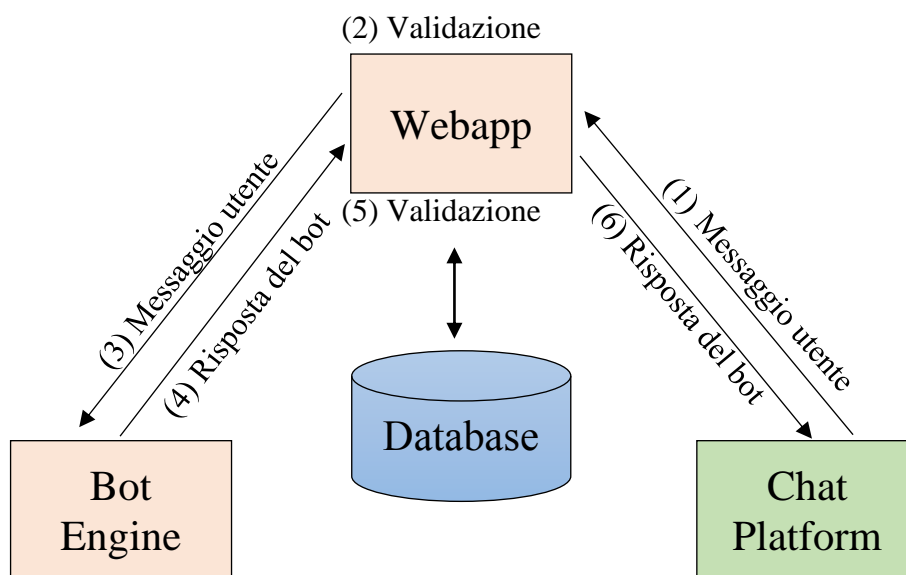 (2) Validazione
Webapp
(5) Validazione
(3) Messaggio utente
(4) Risposta del bot
(1) Messaggio utente
(6) Risposta del bot
Database
Bot
Engine
Chat
Platform